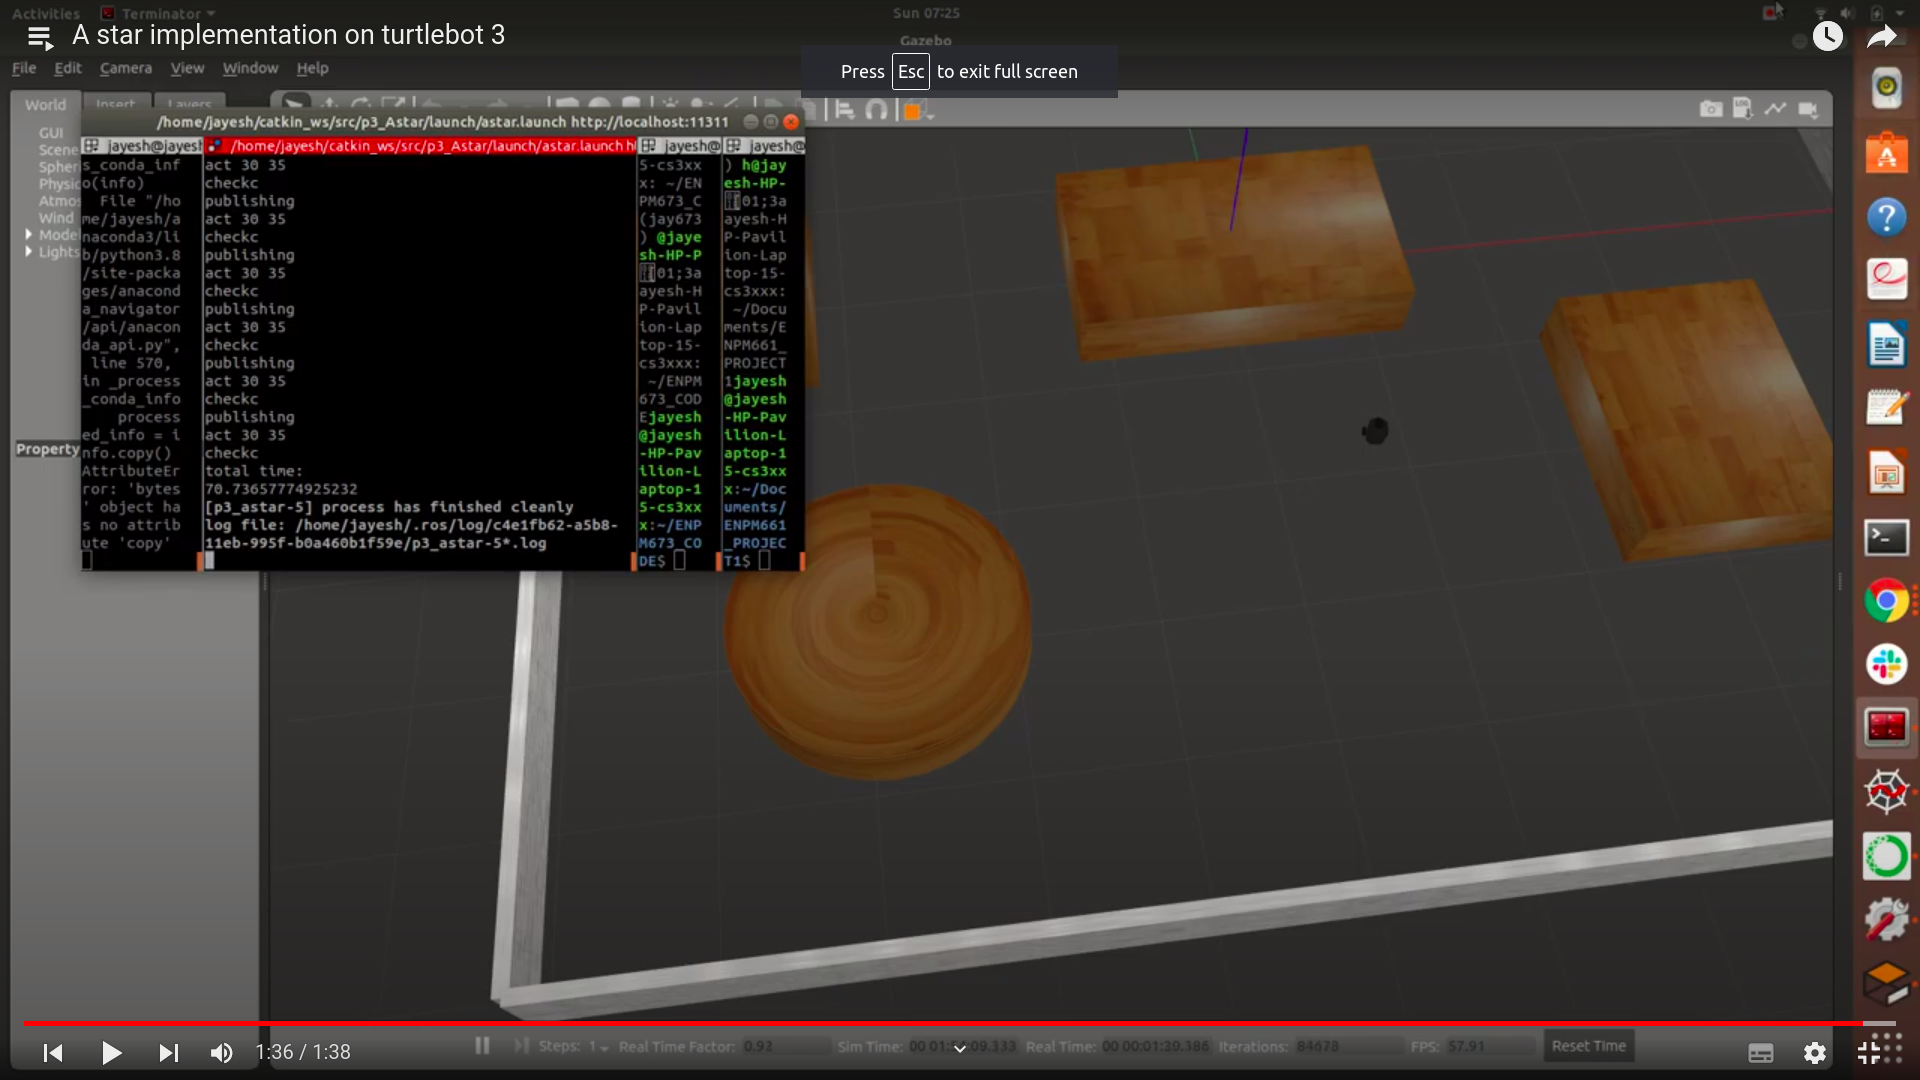 Activities
Terminator
Sun 07:25
A star implementation on turtlebot 3
Gazebo
Press Esc to exit full screen
File Edit Camera View Window Help
World Insert Layers
GUI
Scene
Spher
Physic
Atmos
Wind
Mode
Lights
Property
/home/jayesh/catkin_ws/src/p3_Astar/launch/astar.launch http://localhost:11311
jayesh@jayesh
/home/jayesh/catkin_ws/src/p3_Astar/launch/astar.launch h
jayesh@
jayesh@
s_conda_inf
o(info)
File "/ho
me/jayesh/a
naconda3/li
b/python3.8
/site-packa
ges/anacond
a_navigator
/api/anacon
da_api.py",
line 570,
in _process
_conda_info
process
ed_info = i
nfo.copy()
AttributeEr
ror: 'bytes
' object ha
s no attrib
ute 'copy'
act 30 35
checkc
publishing
act 30 35
checkc
publishing
act 30 35
checkc
publishing
act 30 35
checkc
publishing
act 30 35
checkc
publishing
act 30 35
checkc
total time:
70.73657774925232
[p3_astar-5] process has finished cleanly
log file: /home/jayesh/.ros/log/c4e1fb62-a5b8-
11eb-995f-b0a460b1f59e/p3_astar-5*.log
5-cs3xx
x: ~/EN
PM673_C
(jay673
) @jaye
sh-HP-P
01;3a
ayesh-H
P-Pavil
ion-Lap
top-15-
cs3xxx:
~/ENPM
673_COD
Ejayesh
@jayesh
-HP-Pav
ilion-L
aptop-1
5-cs3xx
x:~/ENP
M673_CO
DE$
) h@jay
esh-HP-
01;3a
ayesh-H
P-Pavil
ion-Lap
top-15-
cs3xxx:
~/Docu
ments/E
NPM661_
PROJECT
1jayesh
@jayesh
-HP-Pav
ilion-L
aptop-1
5-cs3xx
x:~/Doc
uments/
ENPM661
_PROJEC
T1$
1:36 / 1:38
Steps: 1
Real Time Factor: 0.92
Sim Time:
Real Time: 00 00:01:39.386
Iterations: 84673
FPS: 57.91
Reset Time